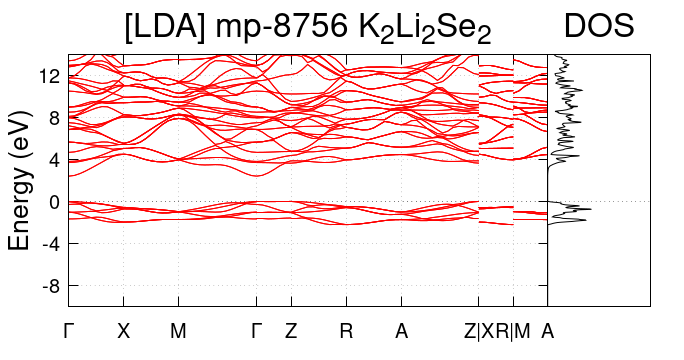 [LDA] mp-8756 K₂Li₂Se₂ DOS
Energy (eV)
12
8
4
0
-4
-8
Γ X M Γ Z R A Z|XR|M A